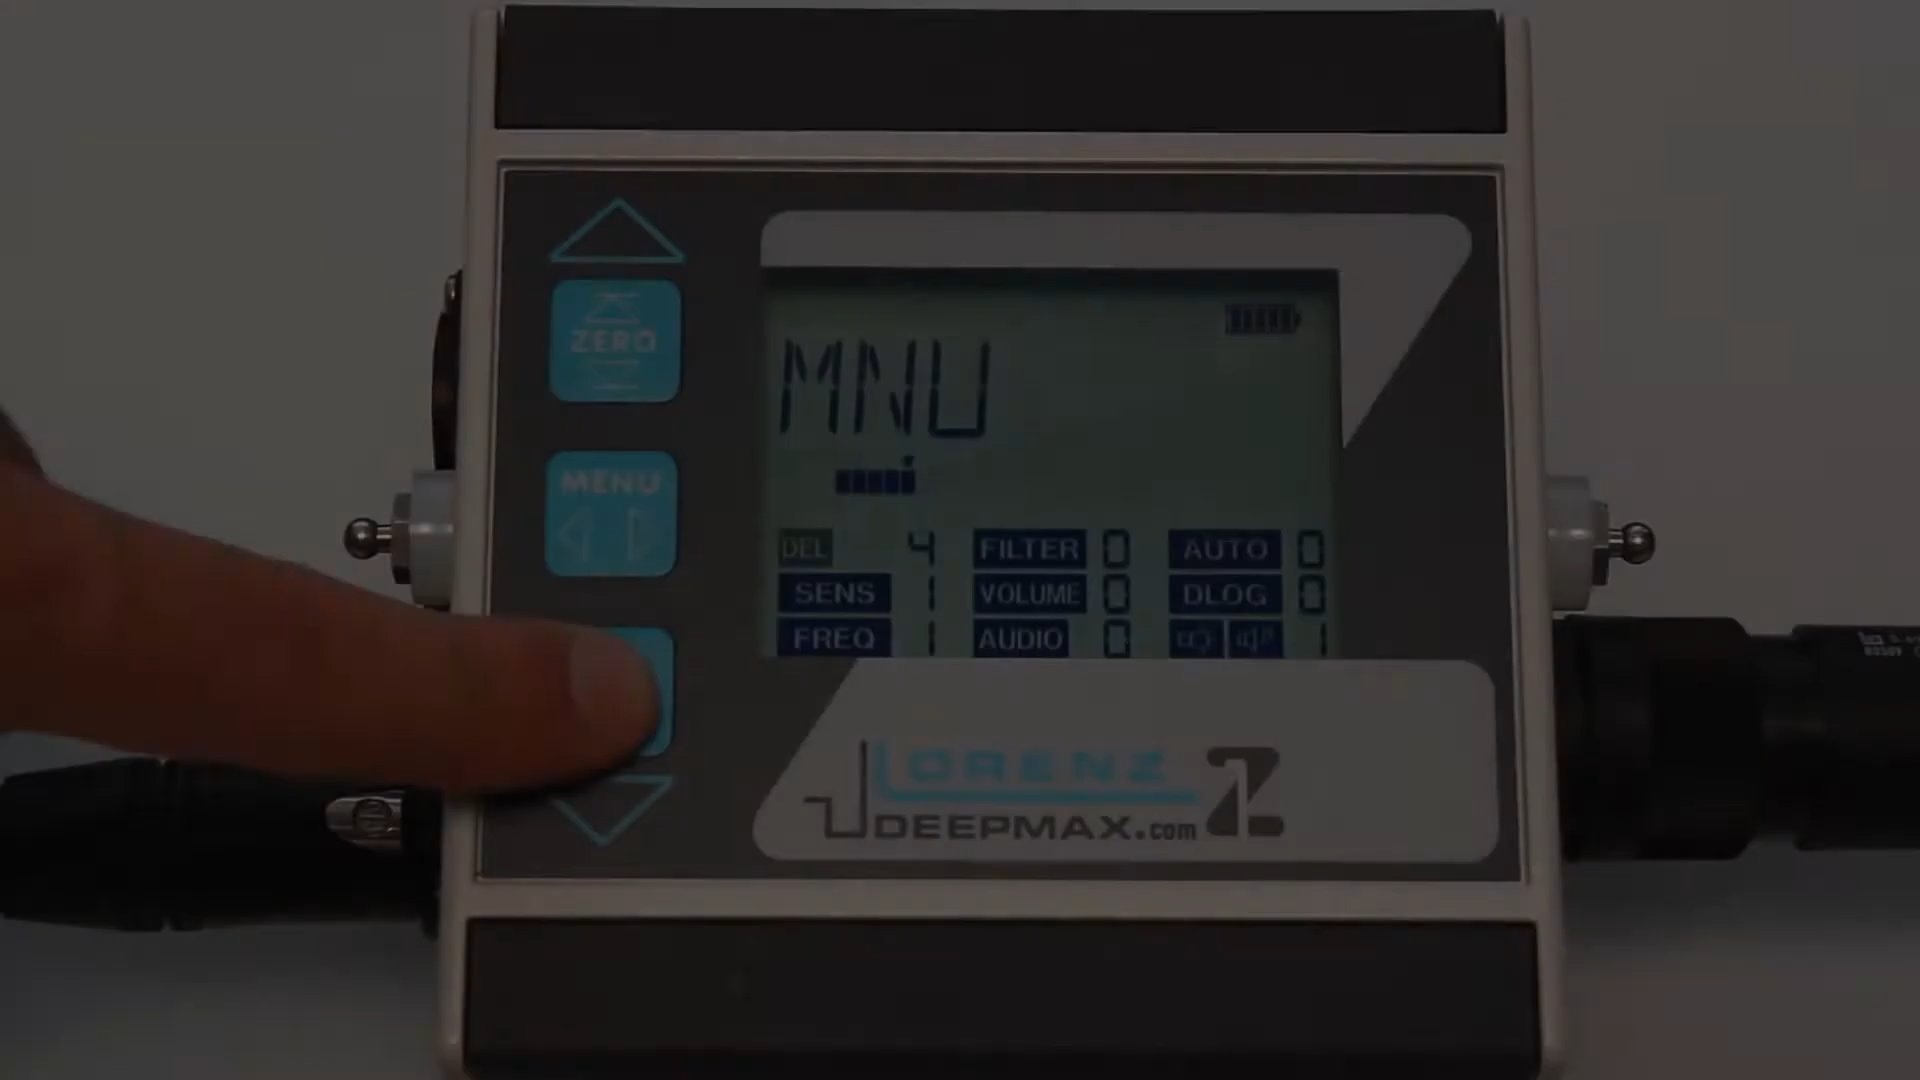 ZERO
MENU
MNU
DEL 4 FILTER 0 AUTO 0
SENS 1 VOLUME 0 DLOG 0
FREQ 1 AUDIO 0 1
LORENZ
DEEPMAX.com Z1